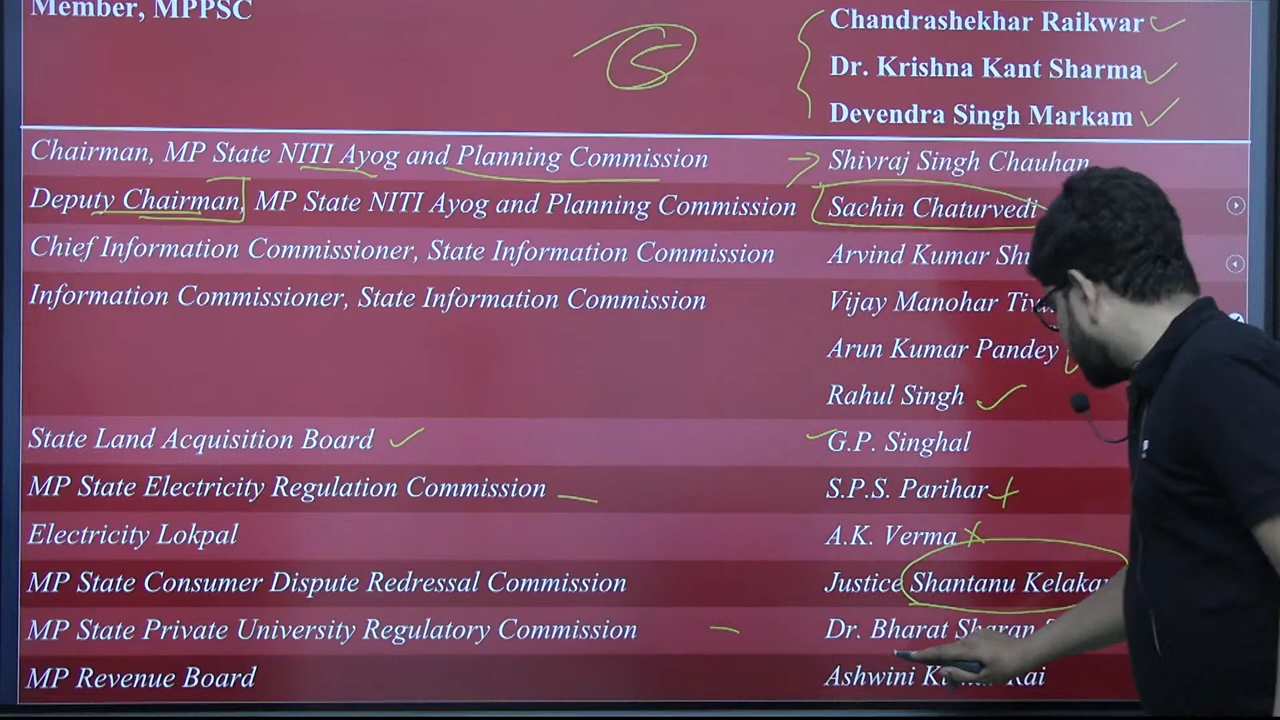 Member, MPPSC
Chandrashekhar Raikwar
Dr. Krishna Kant Sharma
Devendra Singh Markam
5
Chairman, MP State NITI Ayog and Planning Commission Shivraj Singh Chauhan
Deputy Chairman, MP State NITI Ayog and Planning Commission Sachin Chaturvedi
Chief Information Commissioner, State Information Commission Arvind Kumar
Information Commissioner, State Information Commission Vijay Manohar
Arun Kumar Pandey
Rahul Singh
State Land Acquisition Board G.P. Singhal
MP State Electricity Regulation Commission S.P.S. Parihar
Electricity Lokpal A.K. Verma
MP State Consumer Dispute Redressal Commission Justice Shantanu
MP State Private University Regulatory Commission Dr. Bharat Sharan
MP Revenue Board Ashwini